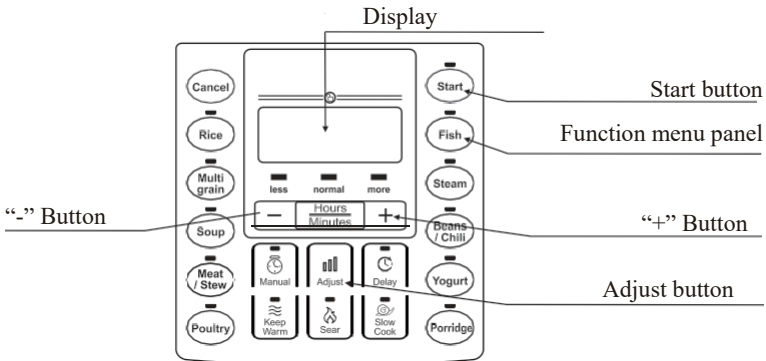 Display
Cancel
Start
Start button
Rice
Fish
Function menu panel
Multi
grain
less normal more
Steam
“-” Button
Soup
−
Hours
Minutes
+
Beans
/ Chili
“+” Button
Meat
/ Stew
Manual
Adjust
Delay
Yogurt
Adjust button
Poultry
Keep
Warm
Sear
Slow
Cook
Porridge